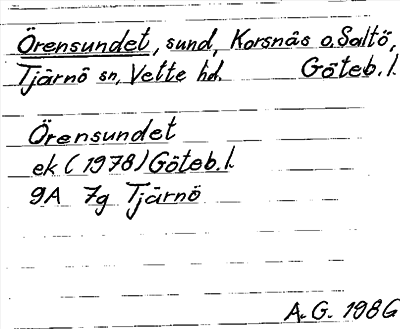 Örensundet, sund, Korsnäs o. Saltö,
Tjärnö sn, Vette hd. Göteb. l.
Örensundet
ek (1978) Göteb. l.
9A 7g Tjärnö
A. G. 1986